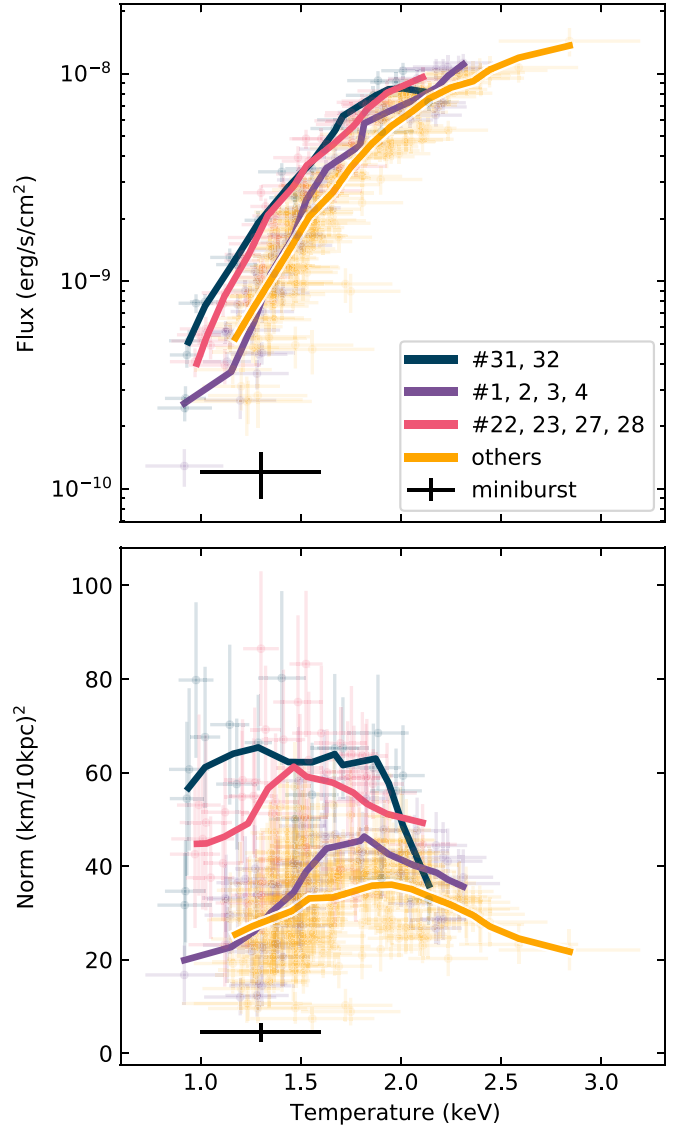 10⁻⁸
10⁻⁹
10⁻¹⁰
Flux (erg/s/cm²)
#31, 32
#1, 2, 3, 4
#22, 23, 27, 28
others
miniburst
100
80
60
40
20
0
Norm (km/10kpc)²
1.0 1.5 2.0 2.5 3.0
Temperature (keV)